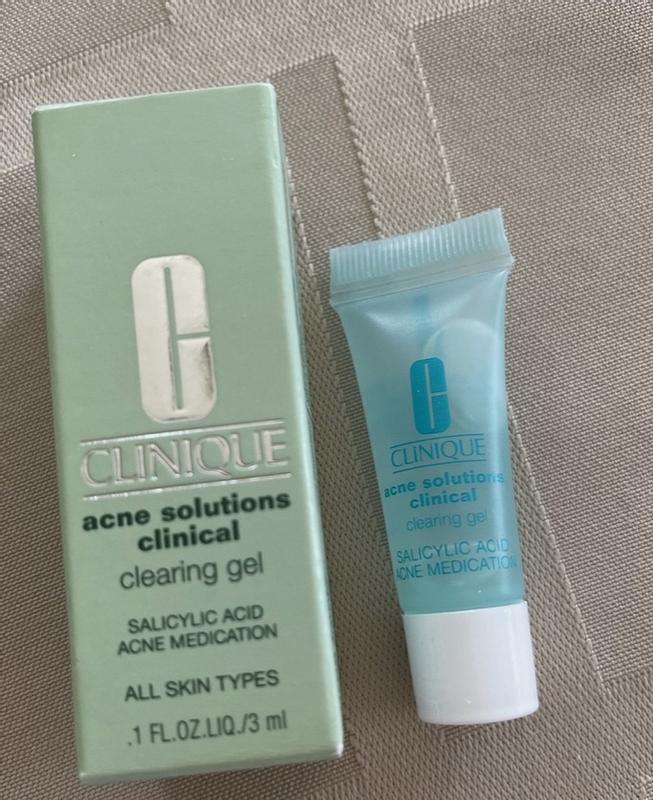 CLINIQUE
acne solutions
clinical
clearing gel
SALICYLIC ACID
ACNE MEDICATION
ALL SKIN TYPES
.1 FL.OZ.LIQ./3 ml
CLINIQUE
acne solutions
clinical
clearing gel
SALICYLIC ACID
ACNE MEDICATION